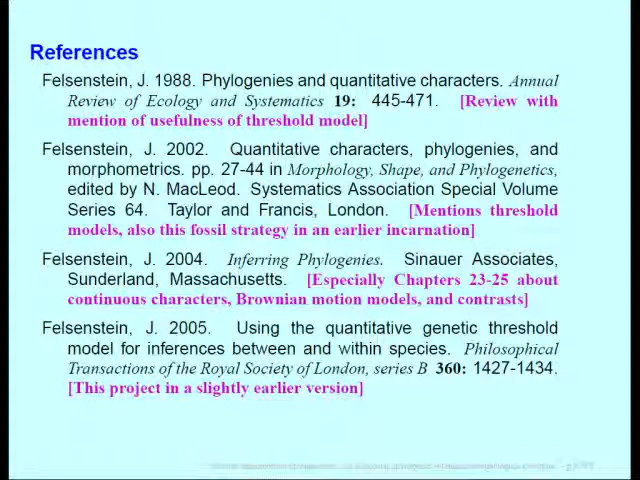 References
Felsenstein, J. 1988. Phylogenies and quantitative characters. Annual
Review of Ecology and Systematics 19: 445-471. [Review with
mention of usefulness of threshold model]
Felsenstein, J. 2002. Quantitative characters, phylogenies, and
morphometrics. pp. 27-44 in Morphology, Shape, and Phylogenetics,
edited by N. MacLeod. Systematics Association Special Volume
Series 64. Taylor and Francis, London. [Mentions threshold
models, also this fossil strategy in an earlier incarnation]
Felsenstein, J. 2004. Inferring Phylogenies. Sinauer Associates,
Sunderland, Massachusetts. [Especially Chapters 23-25 about
continuous characters, Brownian motion models, and contrasts]
Felsenstein, J. 2005. Using the quantitative genetic threshold
model for inferences between and within species. Philosophical
Transactions of the Royal Society of London, series B 360: 1427-1434.
[This project in a slightly earlier version]